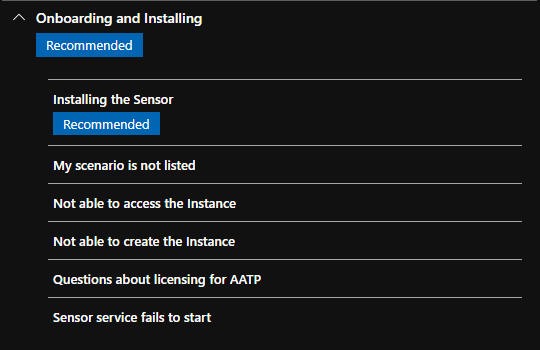 Onboarding and Installing
Recommended
Installing the Sensor
Recommended
My scenario is not listed
Not able to access the Instance
Not able to create the Instance
Questions about licensing for AATP
Sensor service fails to start